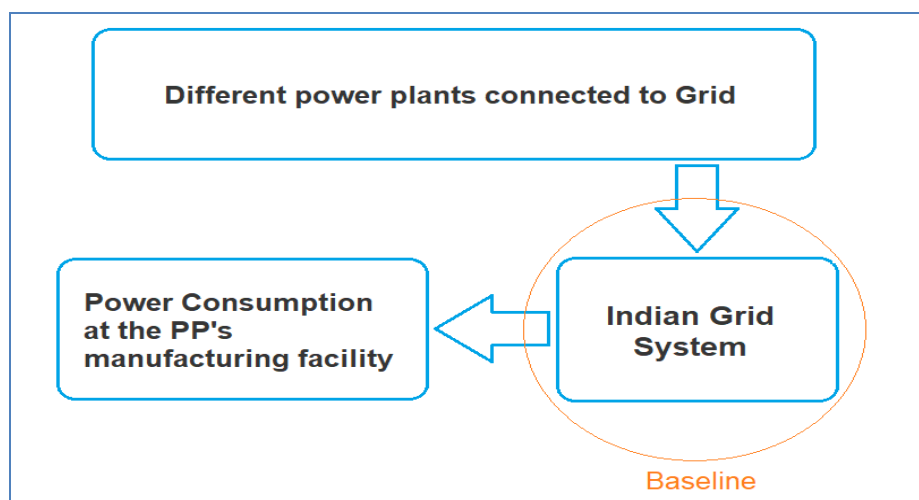 Different power plants connected to Grid
Power Consumption
at the PP's
manufacturing facility
Indian Grid
System
Baseline